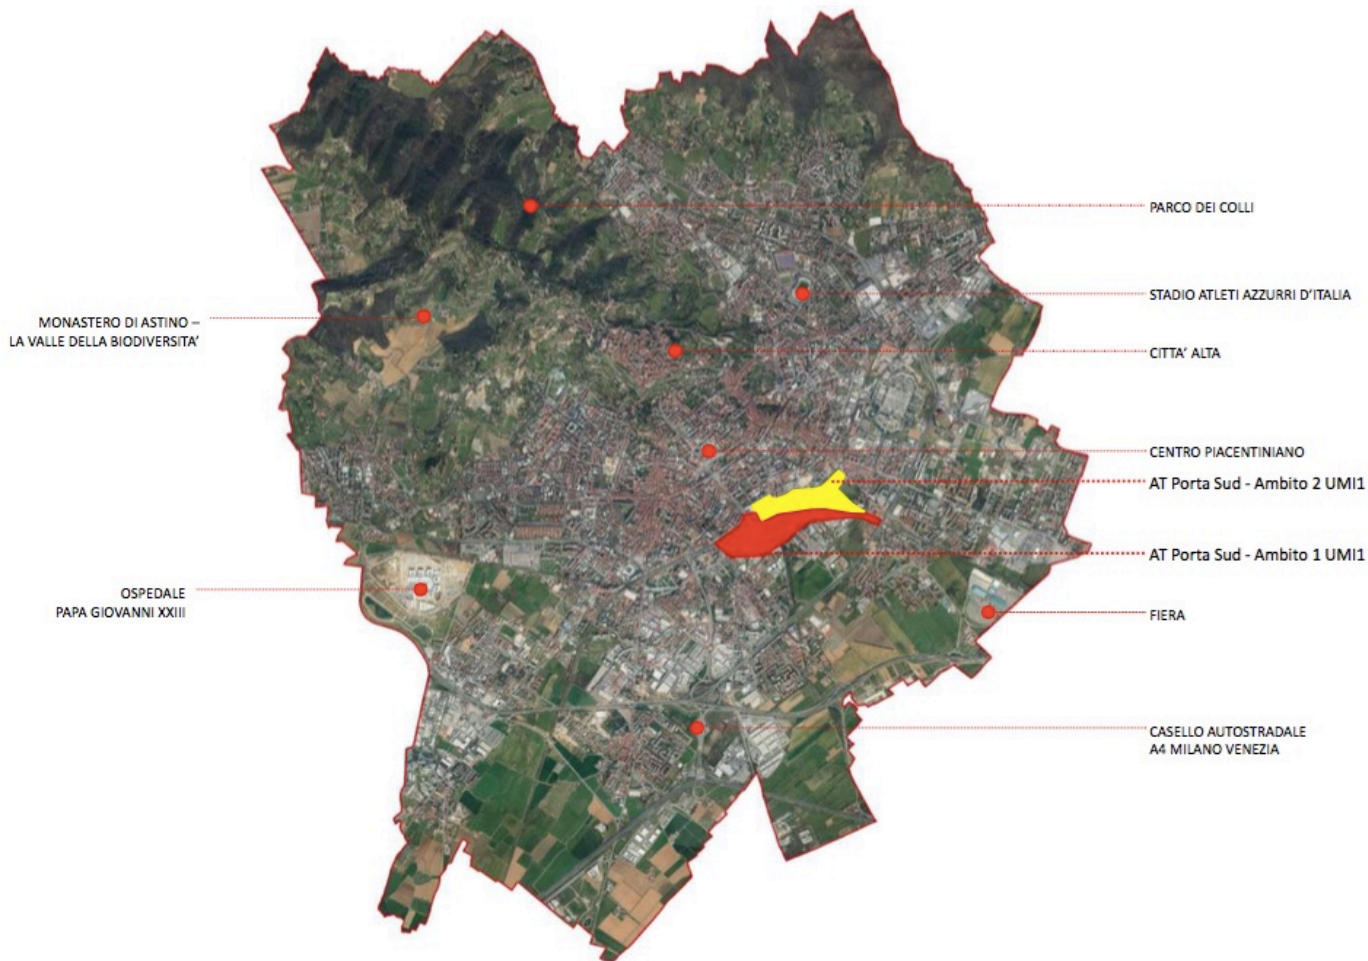 PARCO DEI COLLI
STADIO ATLETI AZZURRI D'ITALIA
MONASTERO DI ASTINO –
LA VALLE DELLA BIODIVERSITA'
CITTA' ALTA
CENTRO PIACENTINIANO
AT Porta Sud - Ambito 2 UMI1
AT Porta Sud - Ambito 1 UMI1
OSPEDALE
PAPA GIOVANNI XXIII
FIERA
CASELLO AUTOSTRADALE
A4 MILANO VENEZIA